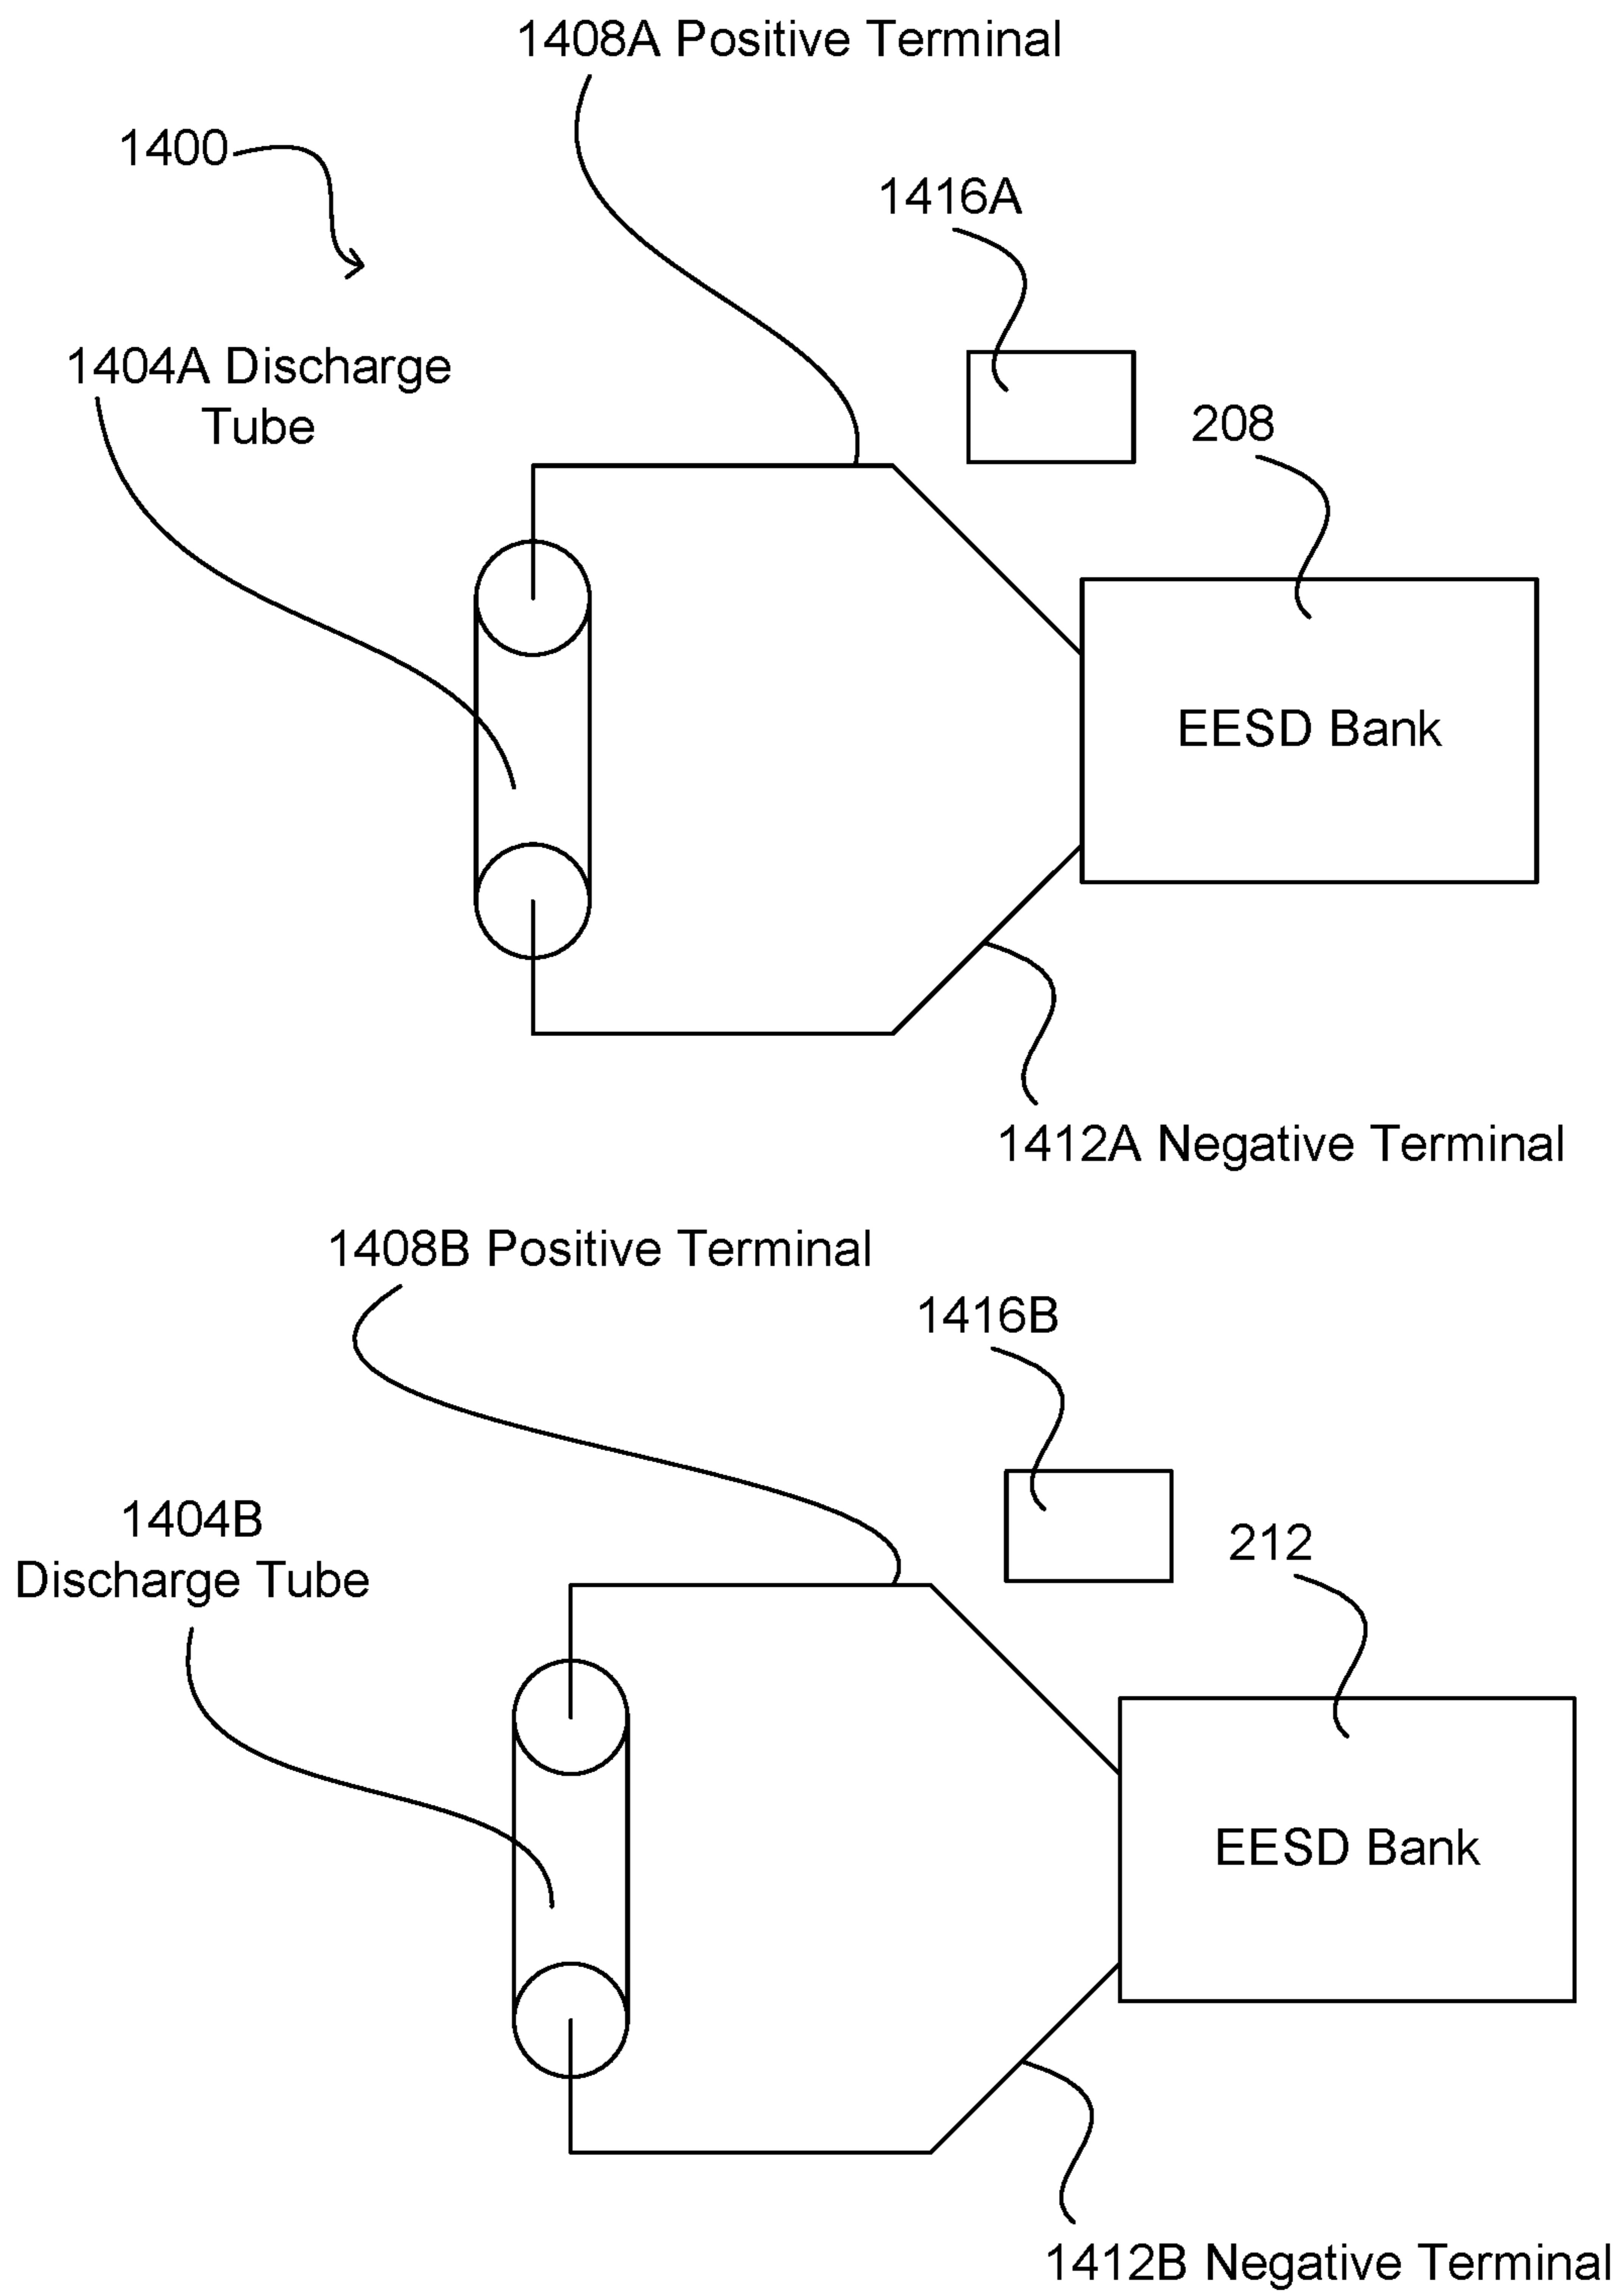 1408A Positive Terminal
1400
1416A
1404A Discharge
Tube
208
EESD Bank
1412A Negative Terminal
1408B Positive Terminal
1416B
1404B
Discharge Tube
212
EESD Bank
1412B Negative Terminal